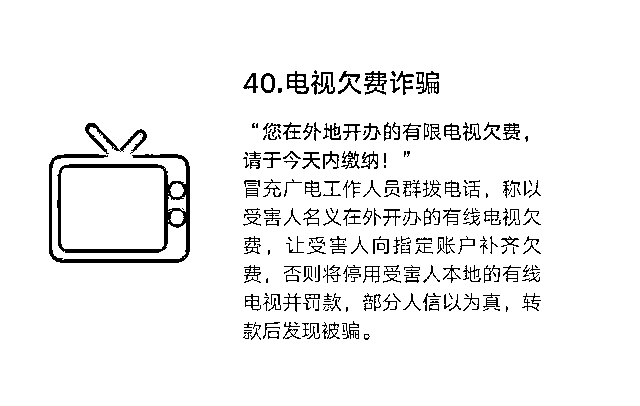 40.电视欠费诈骗
“您在外地开办的有限电视欠费，
请于今天内缴纳！”
冒充广电工作人员群拨电话，称以
受害人名义在外开办的有线电视欠
费，让受害人向指定账户补齐欠
费，否则将停用受害人本地的有线
电视并罚款，部分人信以为真，转
款后发现被骗。